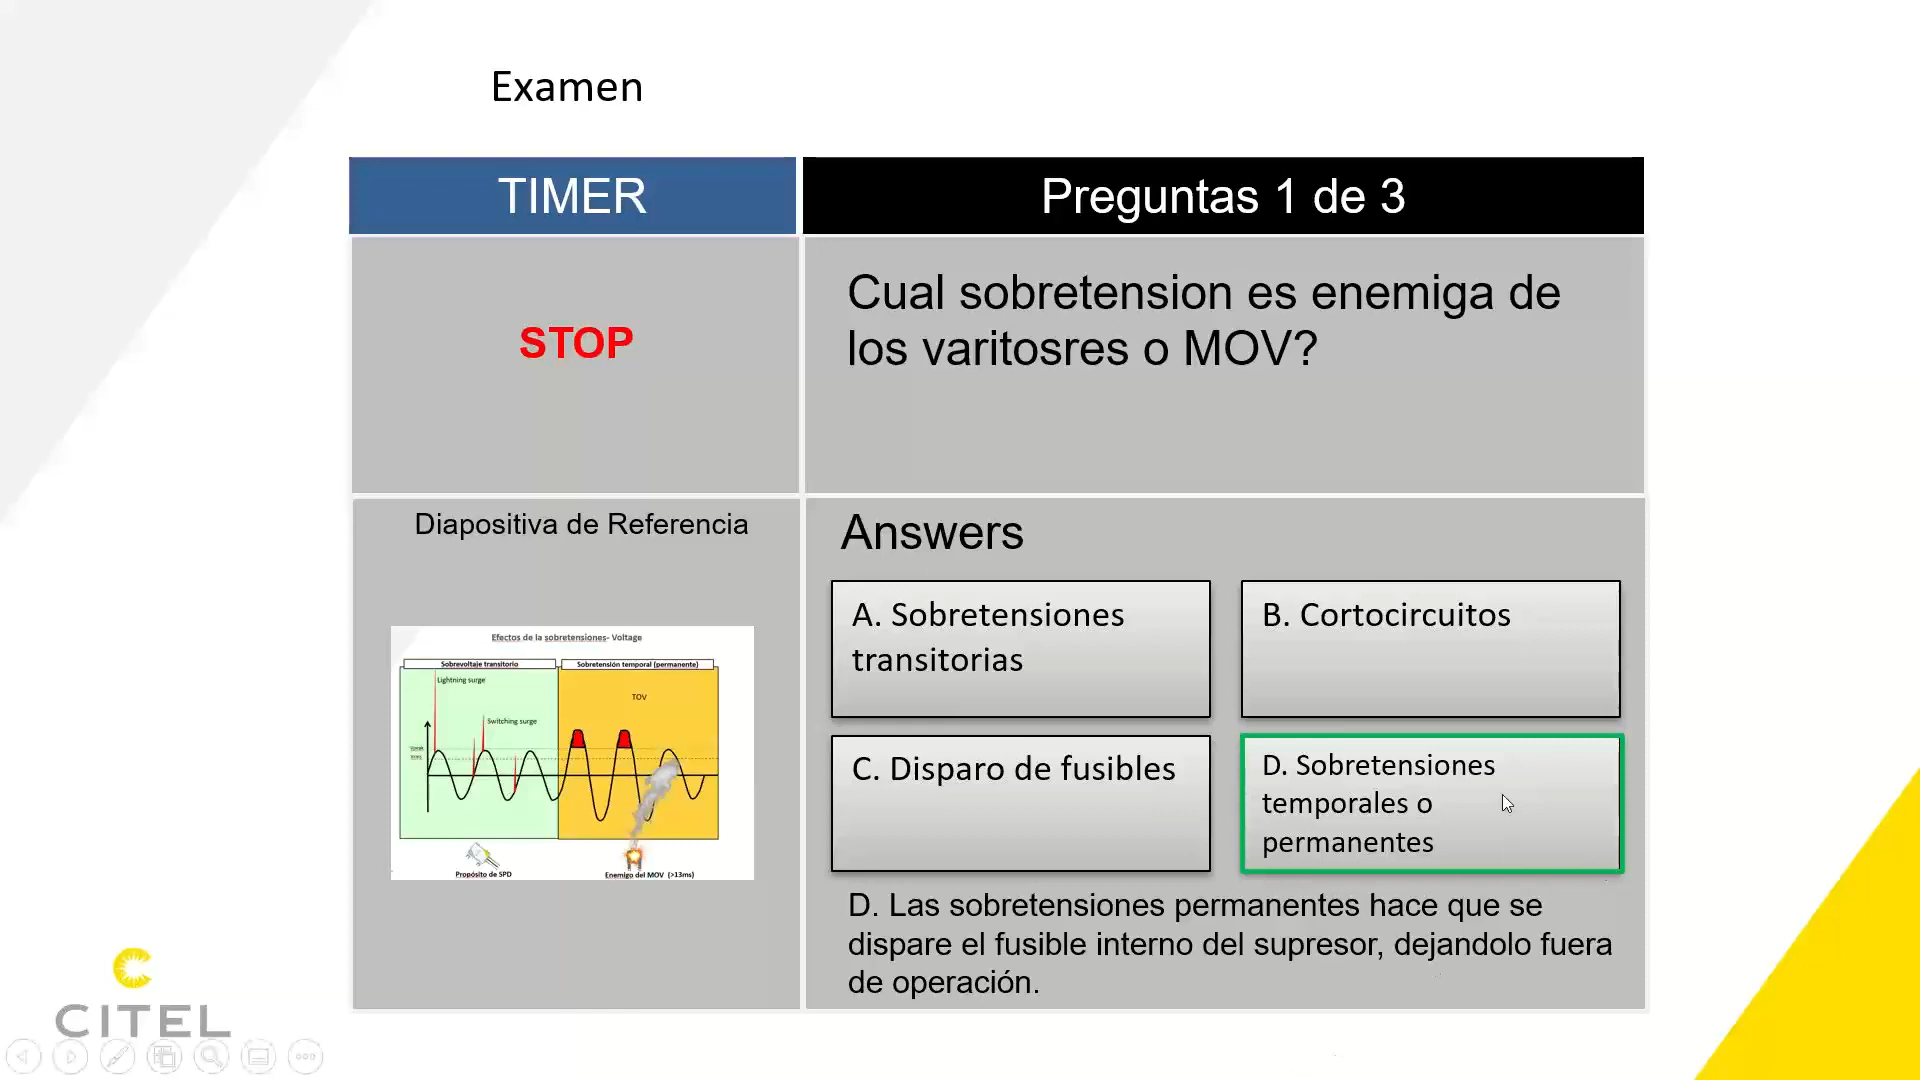 Examen
TIMER
Preguntas 1 de 3
STOP
Cual sobretension es enemiga de
los varitosres o MOV?
Diapositiva de Referencia
Efectos de la sobretensiones- Voltage
Sobrevoltaje transitorio
Sobretensión temporal (permanente)
Lightning surge
TOV
Switching surge
Propósito de SPD
Enemigo del MOV (>13ms)
Answers
A. Sobretensiones
transitorias
B. Cortocircuitos
C. Disparo de fusibles
D. Sobretensiones
temporales o
permanentes
D. Las sobretensiones permanentes hace que se
dispare el fusible interno del supresor, dejandolo fuera
de operación.
CITEL